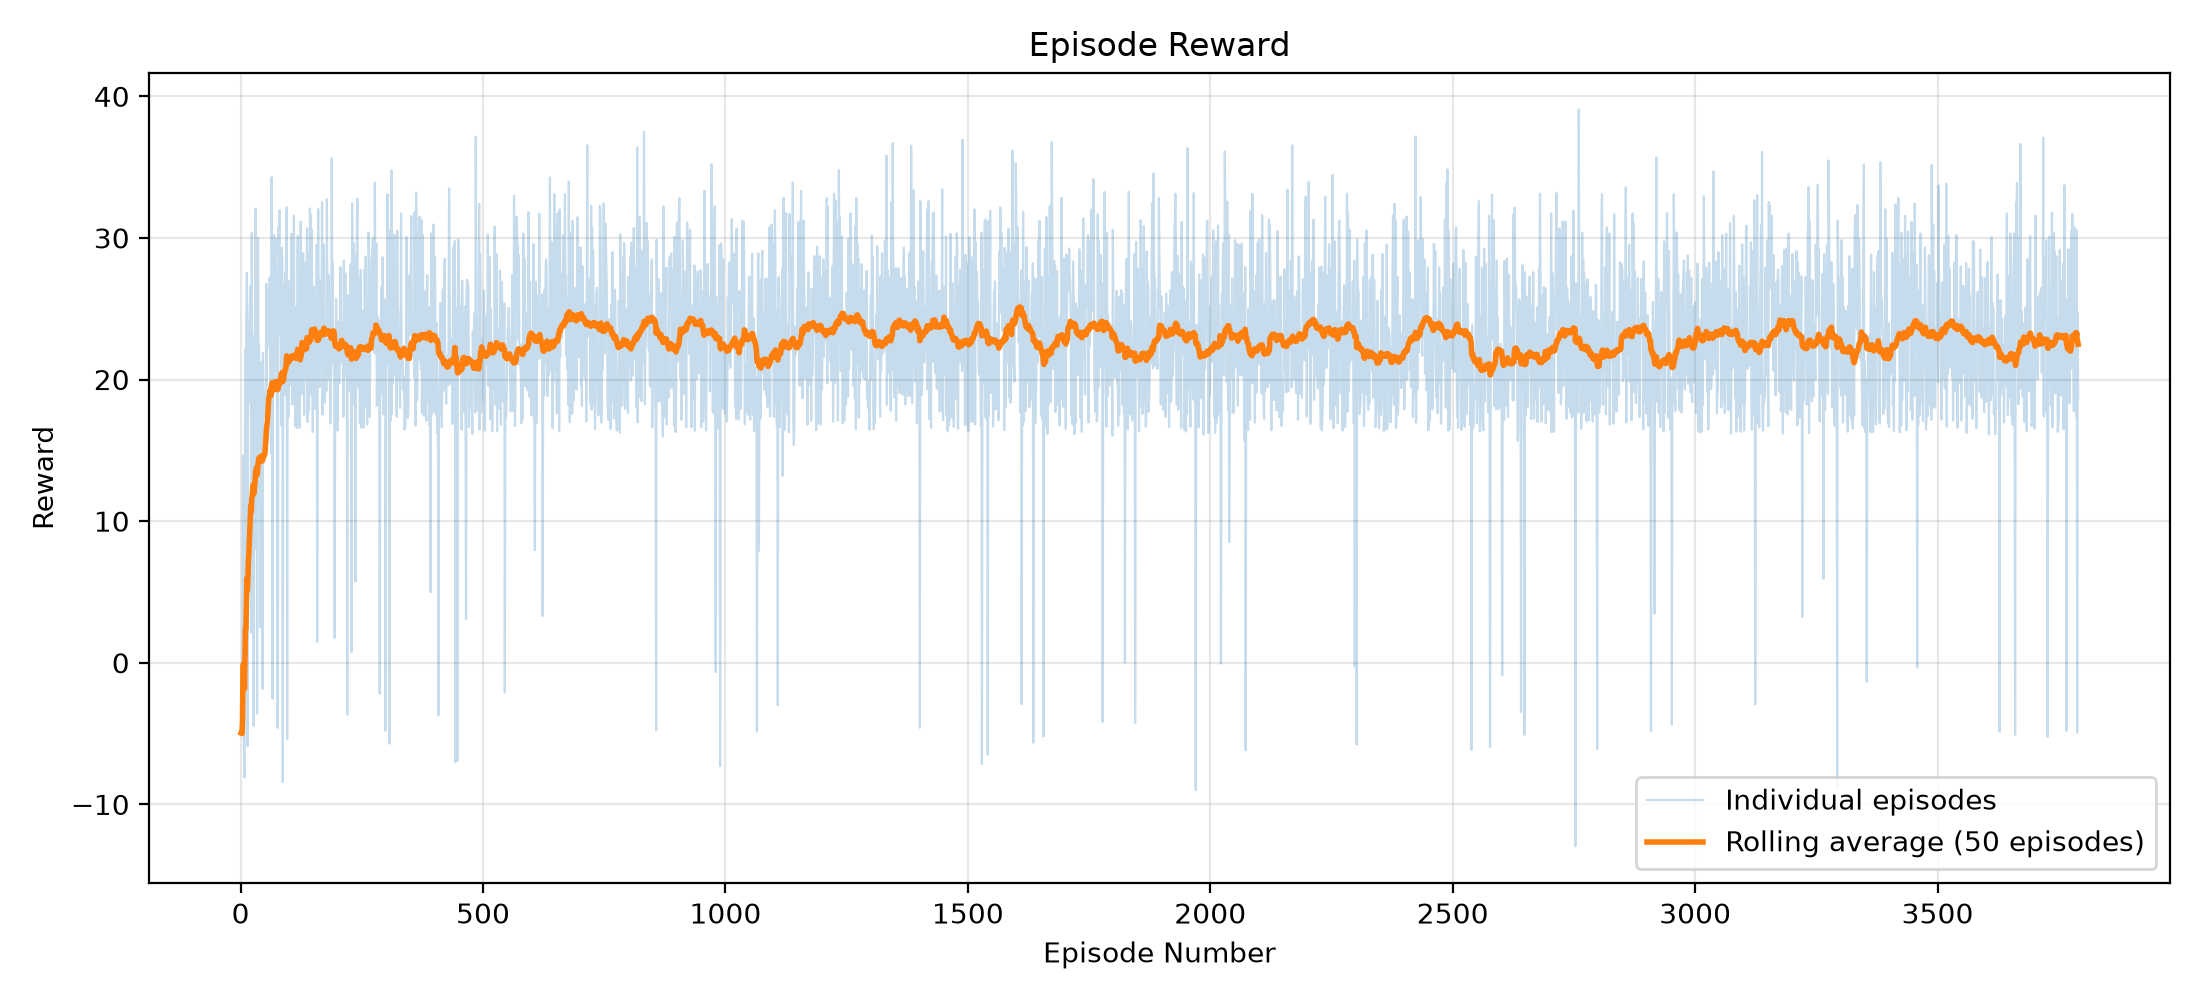 Episode Reward
40
30
20
10
0
−10
Reward
0 500 1000 1500 2000 2500 3000 3500
Episode Number
Individual episodes
Rolling average (50 episodes)